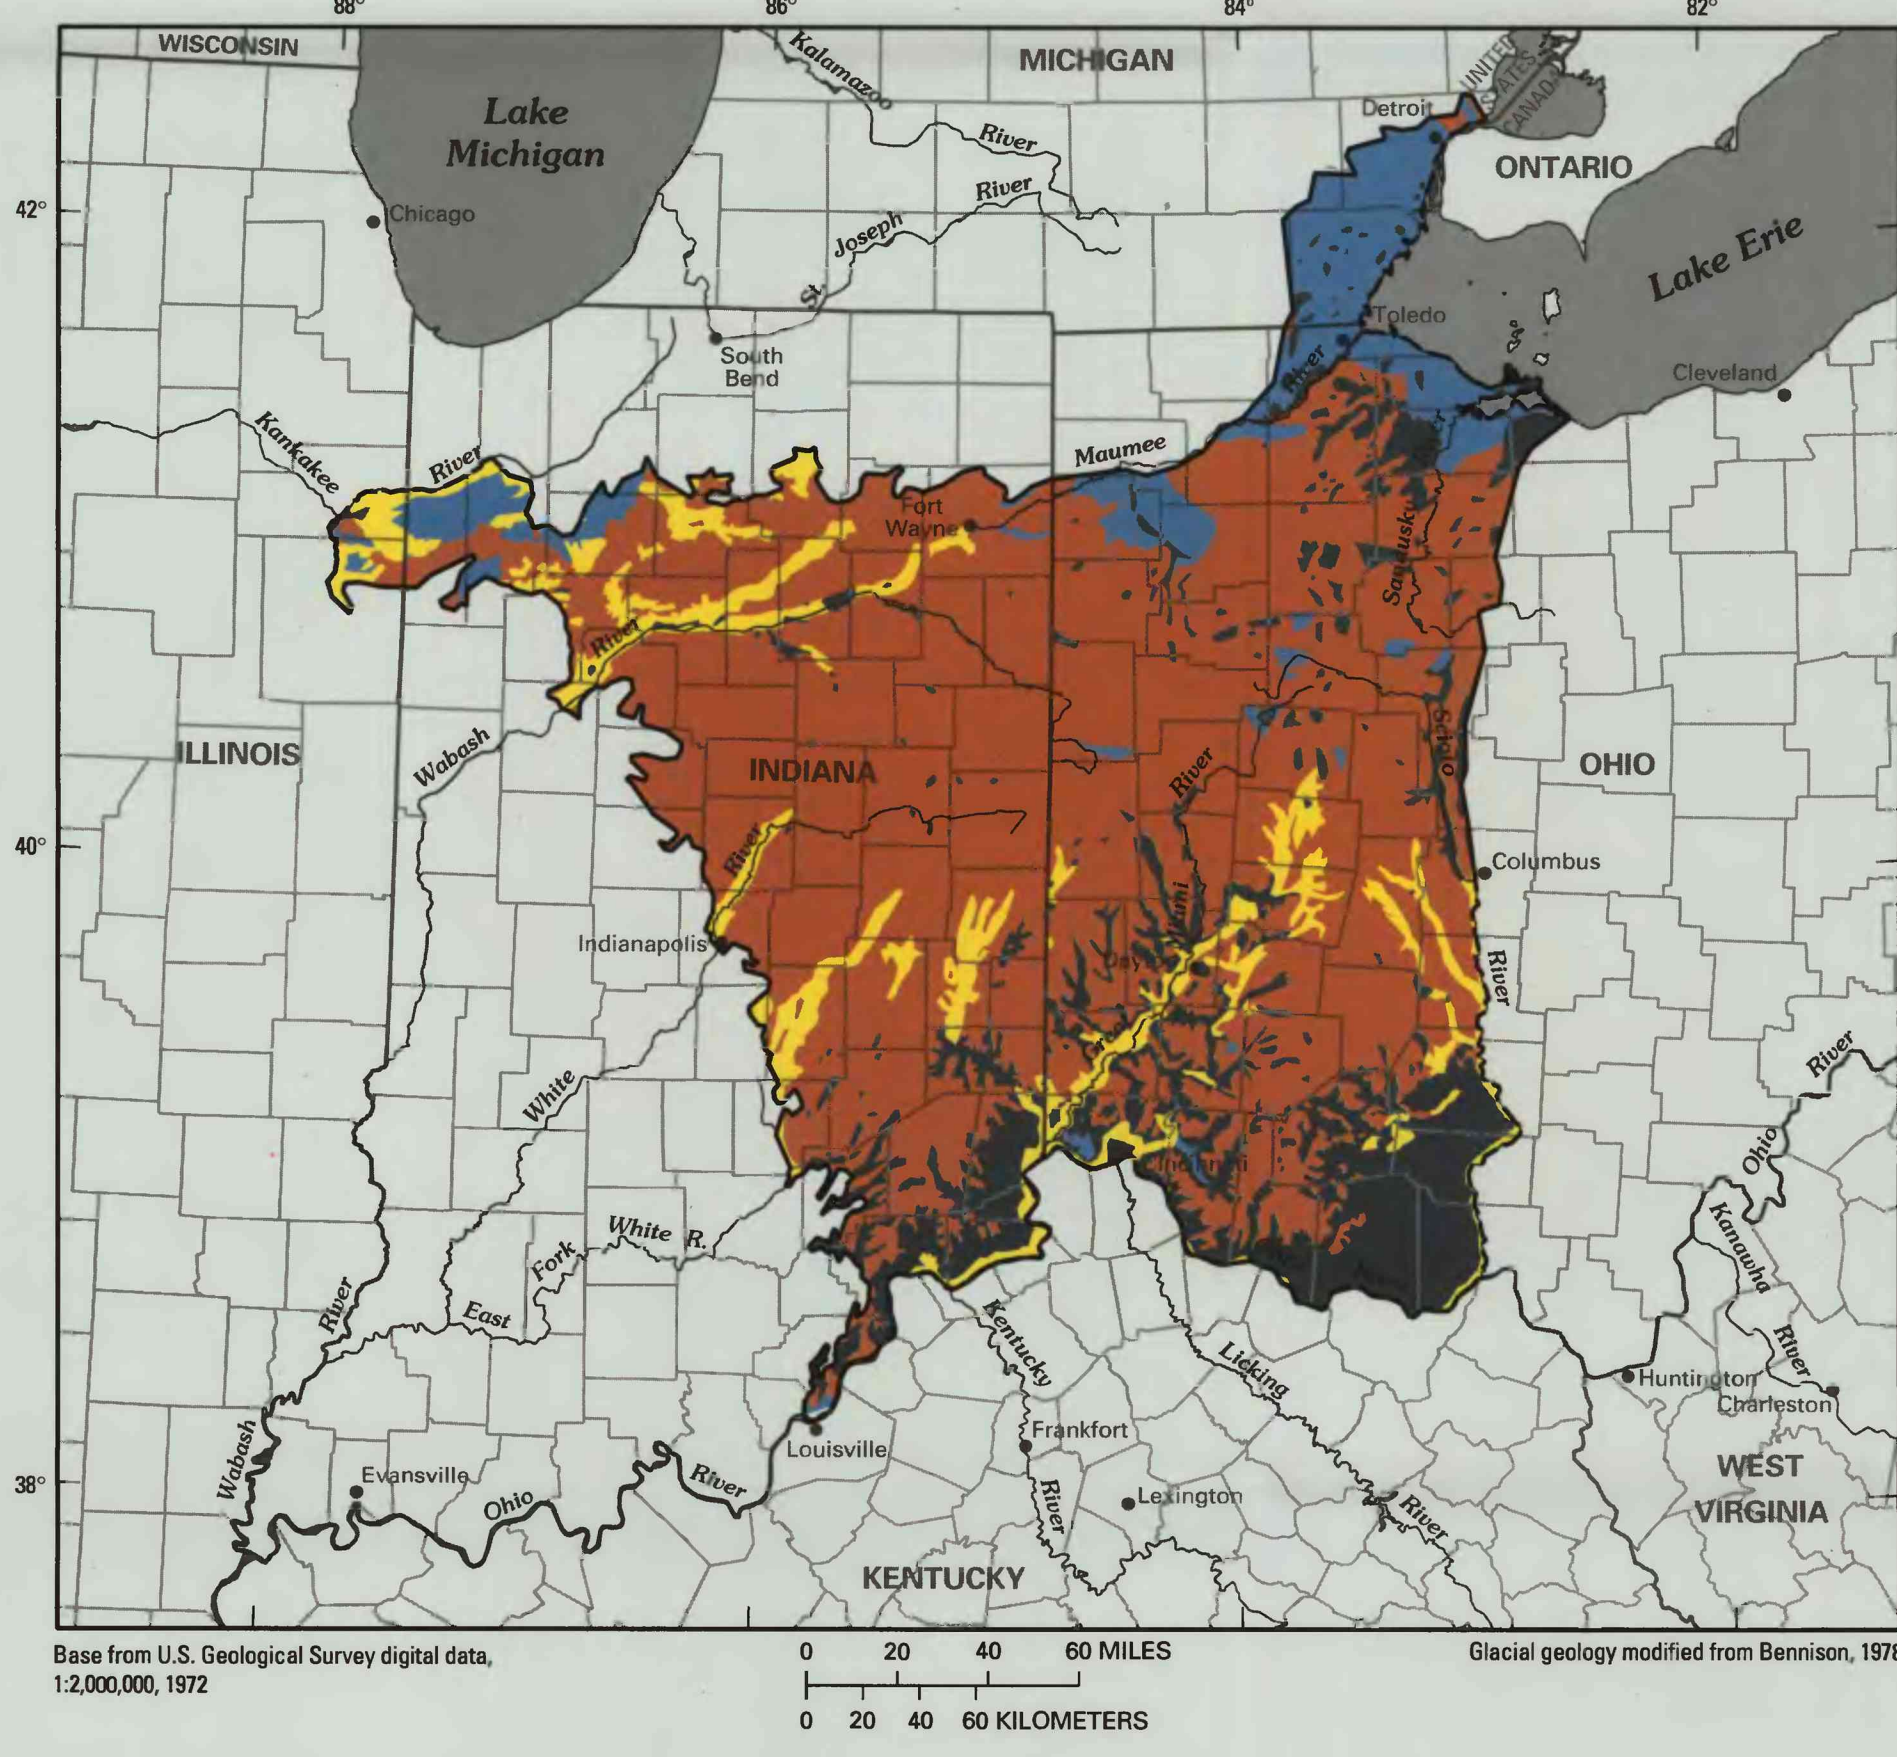 88° 86° 84° 82°
WISCONSIN
MICHIGAN
Kalamazoo
River
UNITED
STATES
CANADA
Detroit
Lake
Michigan
ONTARIO
42°
Chicago
St. Joseph River
Lake Erie
Toledo
South
Bend
Cleveland
River
Kankakee
River
Maumee
Fort
Wayne
Sandusky
River
River
Wabash
Scioto
ILLINOIS
INDIANA
River
OHIO
40°
River
Columbus
Miami
Indianapolis
Dayton
River
Great
White
River
Cincinnati
Ohio
White R.
Fork
East
River
Kanawha
River
Kentucky
Licking
Huntington
Charleston
Wabash
Frankfort
Louisville
38°
Evansville
River
Ohio
River
Lexington
River
WEST
VIRGINIA
KENTUCKY
Base from U.S. Geological Survey digital data,
1:2,000,000, 1972
0 20 40 60 MILES
0 20 40 60 KILOMETERS
Glacial geology modified from Bennison, 1978